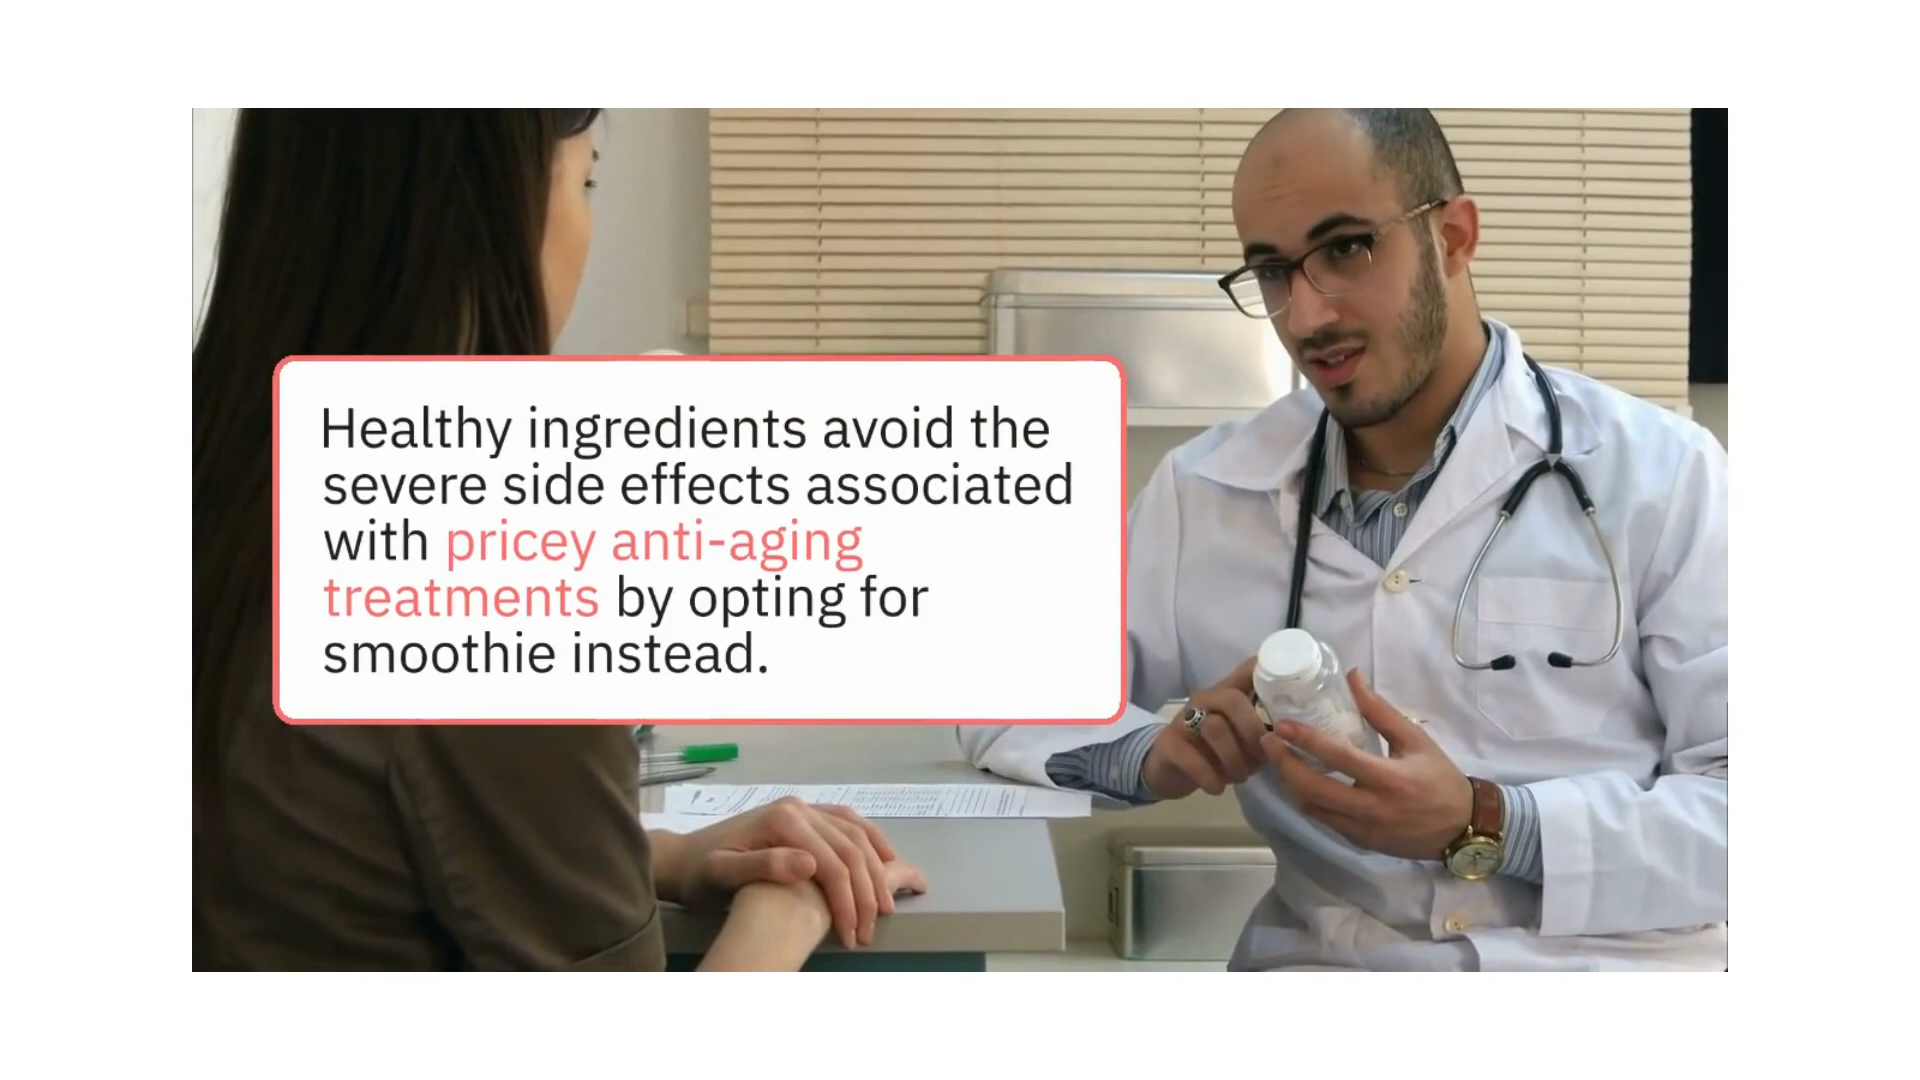 Healthy ingredients avoid the
severe side effects associated
with pricey anti-aging
treatments by opting for
smoothie instead.